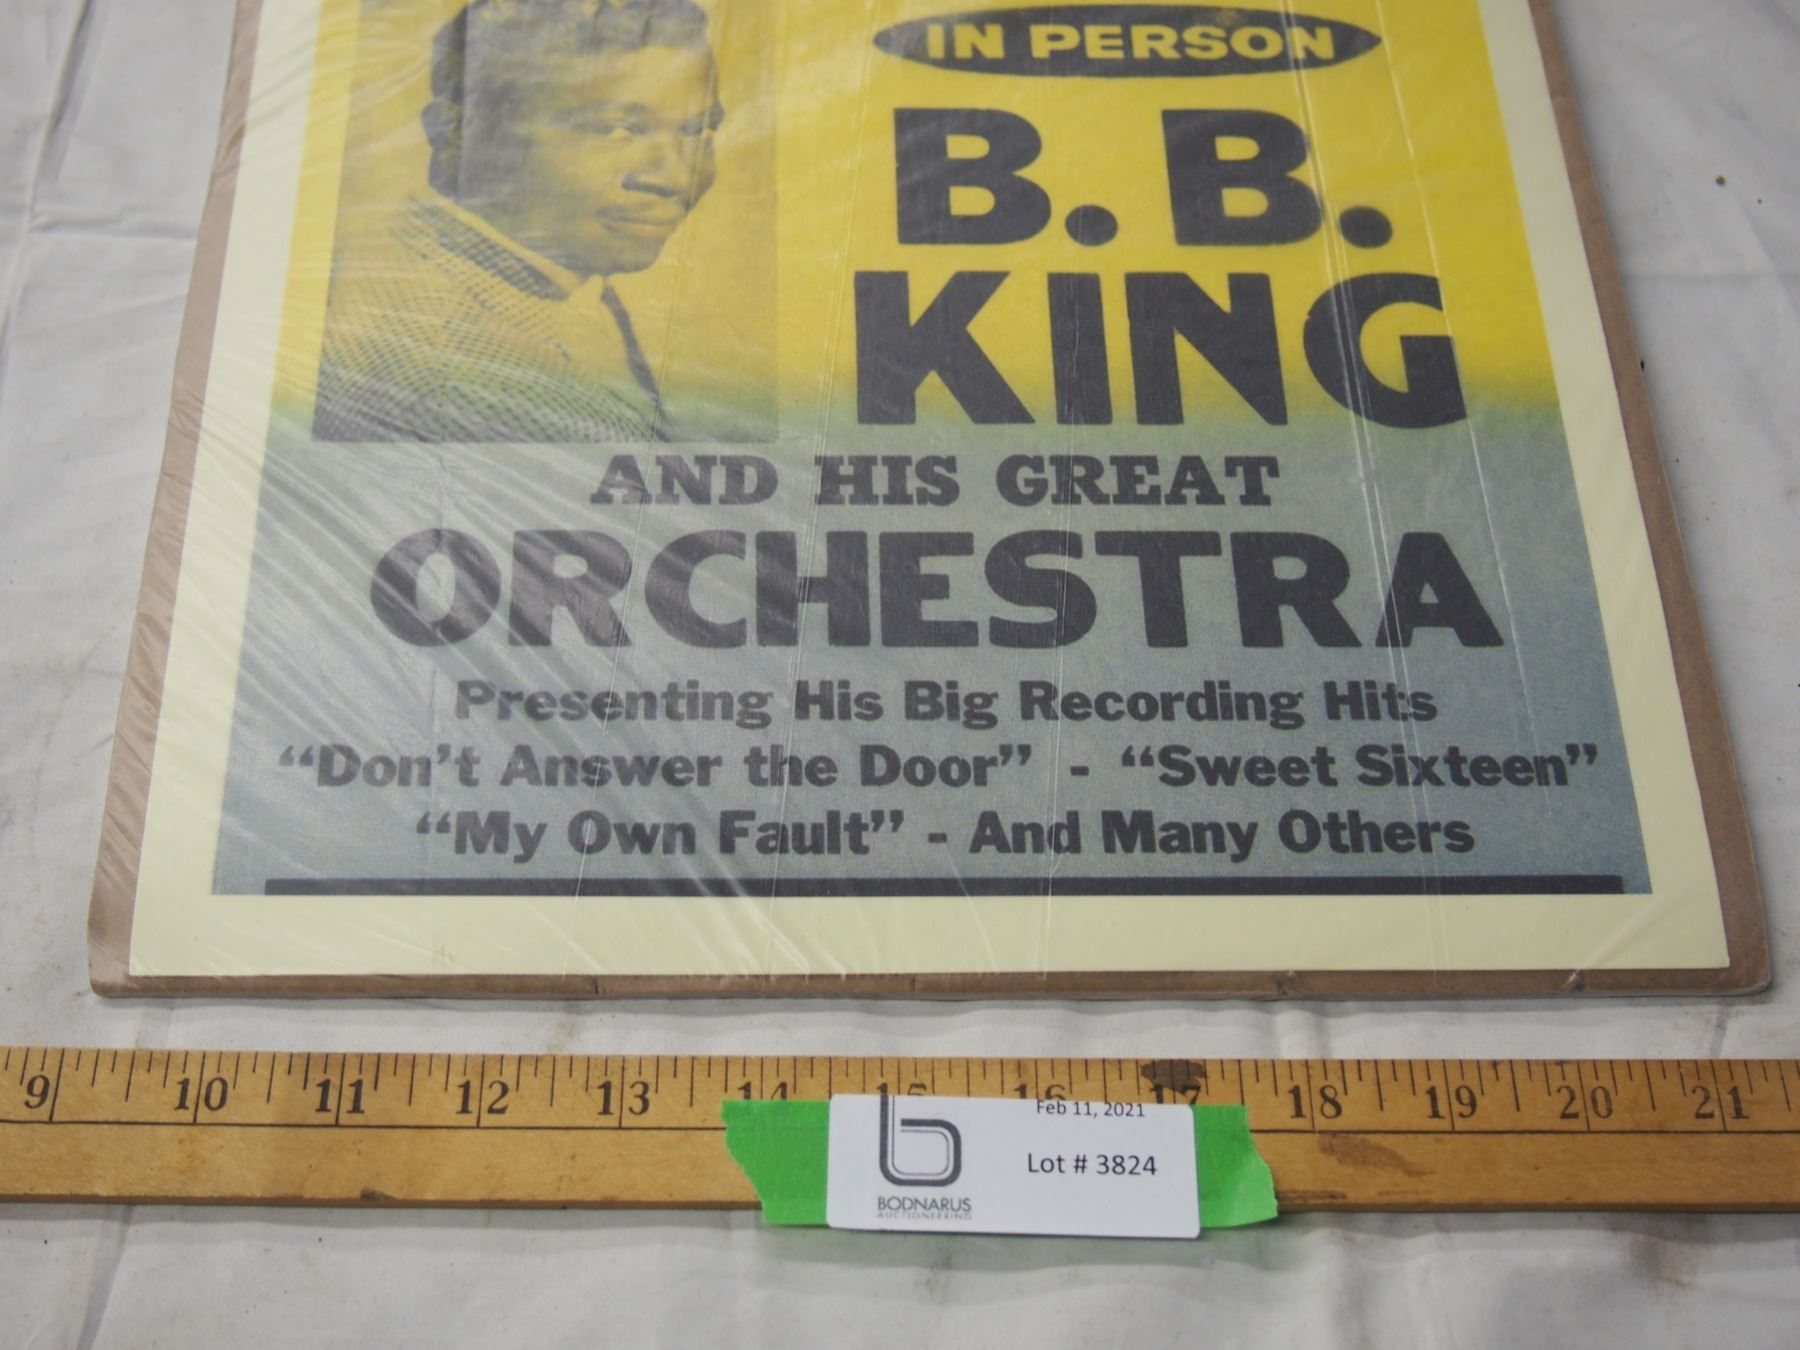 IN PERSON
B. B.
KING
AND HIS GREAT
ORCHESTRA
Presenting His Big Recording Hits
“Don't Answer the Door” - “Sweet Sixteen”
“My Own Fault” - And Many Others
9 10 11 12 13 14 15 16 17 18 19 20 21
Feb 11, 2021
Lot # 3824
BODNARUS
AUCTIONEERING